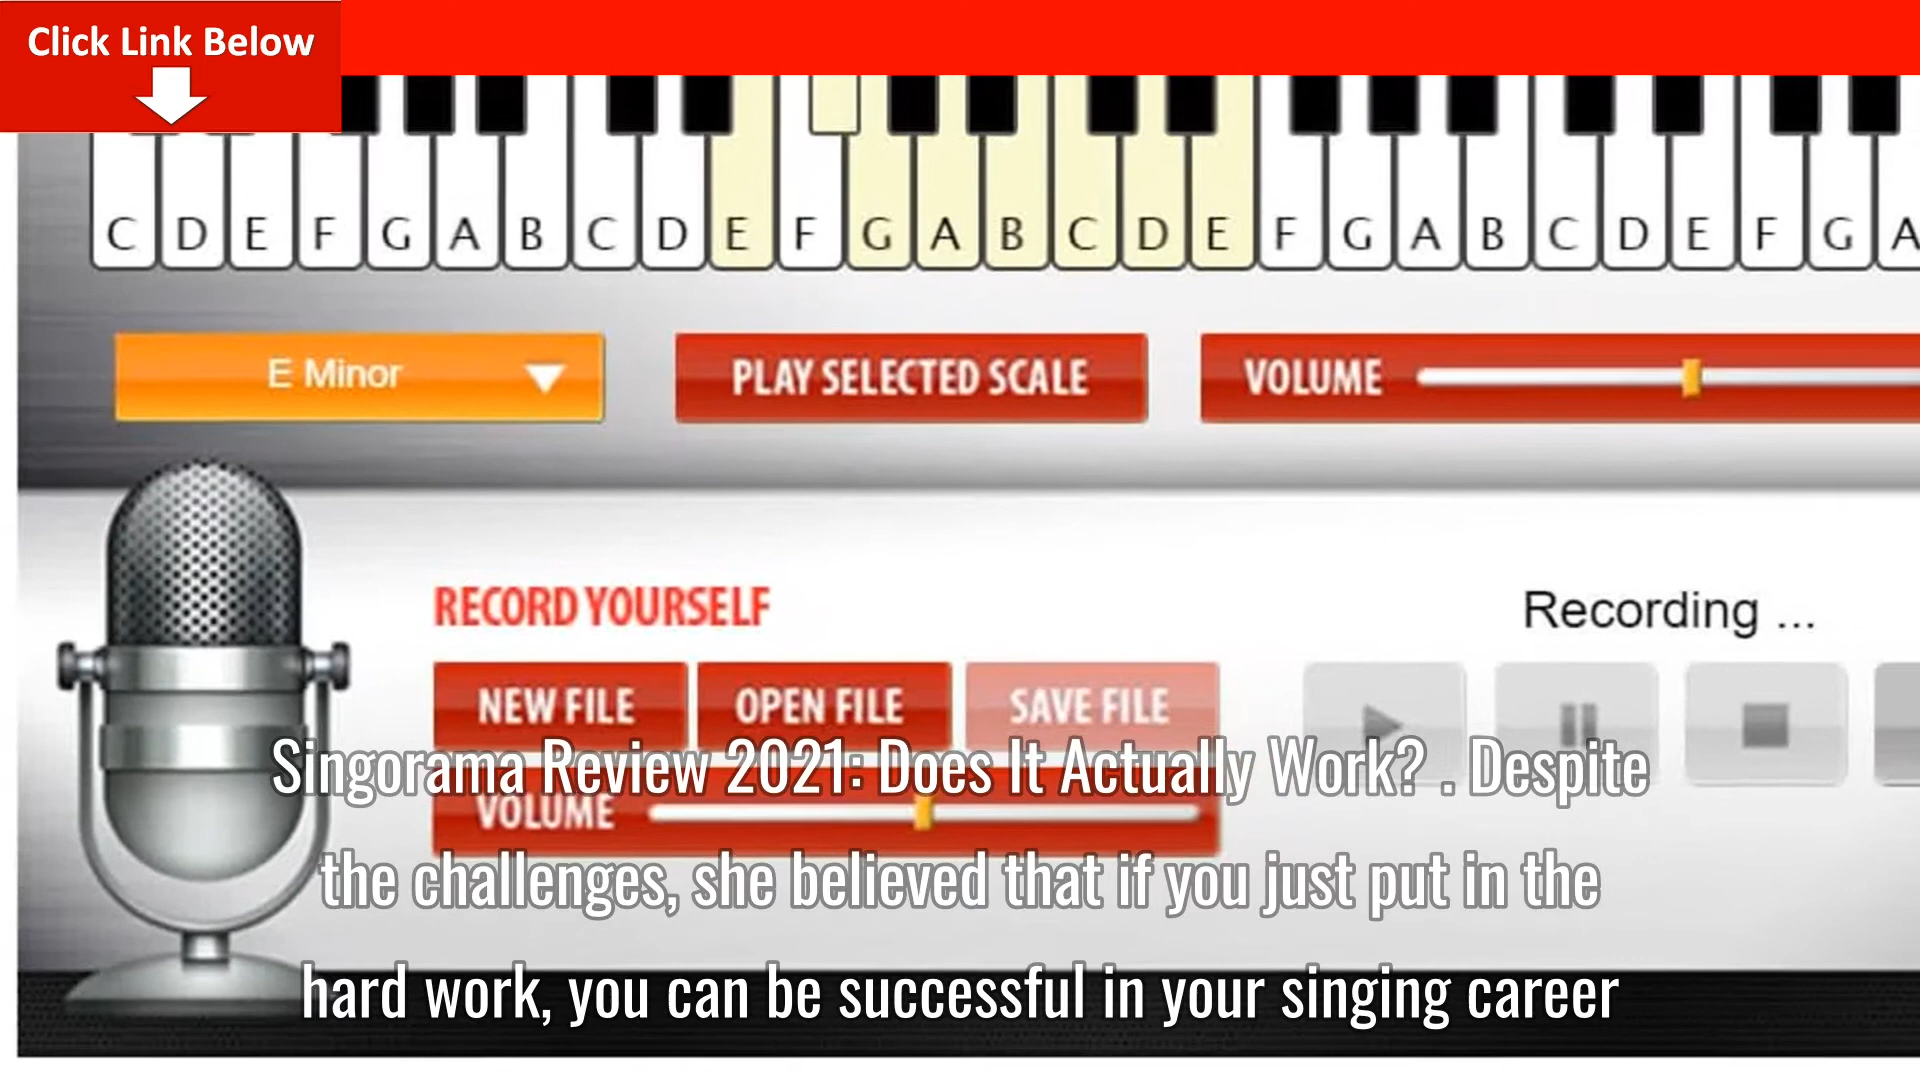 Click Link Below
C D E F G A B C D E F G A B C D E F G A B C D E F G A
E Minor
PLAY SELECTED SCALE
VOLUME
RECORD YOURSELF
Recording ...
NEW FILE
OPEN FILE
SAVE FILE
VOLUME
Singorama Review 2021: Does It Actually Work? . Despite
the challenges, she believed that if you just put in the
hard work, you can be successful in your singing career